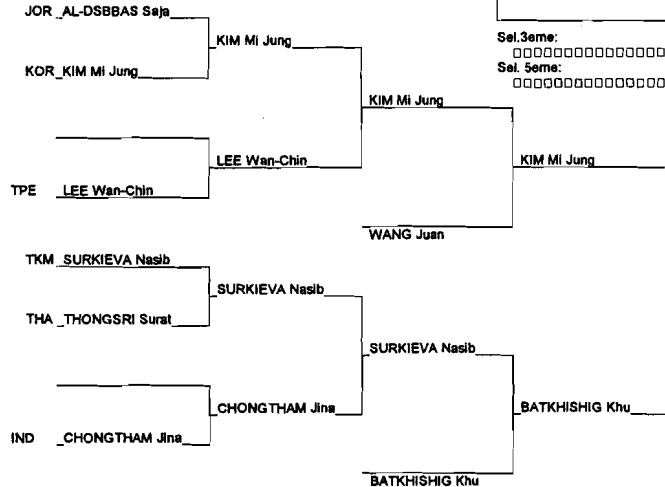 JOR AL-DSBBAS Saja
KIM Mi Jung
Sel.3eme:
KOR KIM Mi Jung
Sel. 5eme:
KIM Mi Jung
LEE Wan-Chin
KIM Mi Jung
TPE LEE Wan-Chin
WANG Juan
TKM SURKIEVA Nasib
SURKIEVA Nasib
THA THONGSRI Surat
SURKIEVA Nasib
CHONGTHAM Jina
BATKHISHIG Khu
IND CHONGTHAM Jina
BATKHISHIG Khu